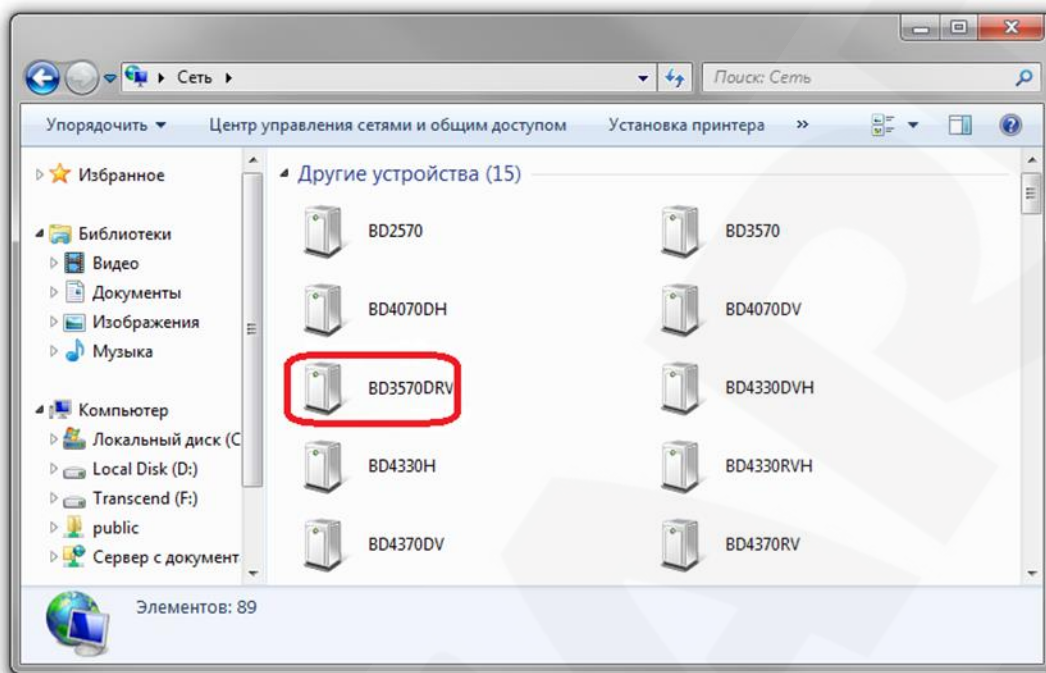 Сеть
Поиск: Сеть
Упорядочить Центр управления сетями и общим доступом Установка принтера »
Избранное
Библиотеки
Видео
Документы
Изображения
Музыка
Компьютер
Локальный диск (C
Local Disk (D:)
Transcend (F:)
public
Сервер с документ
Другие устройства (15)
BD2570 BD3570
BD4070DH BD4070DV
BD3570DRV BD4330DVH
BD4330H BD4330RVH
BD4370DV BD4370RV
Элементов: 89